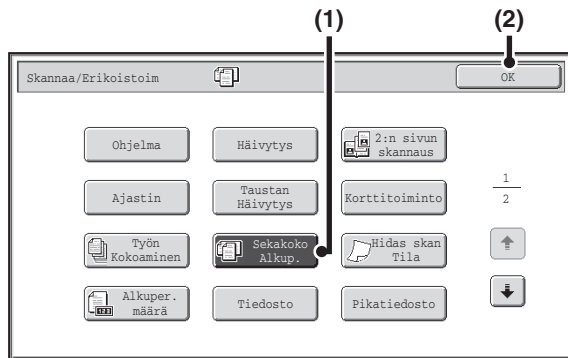 (1)
(2)
Skannaa/Erikoistoim
OK
Ohjelma
Häivytys
2:n sivun
skannaus
Ajastin
Taustan
Häivytys
Korttitoiminto
1
2
Työn
Kokoaminen
Sekakoko
Alkup.
Hidas skan
Tila
Alkuper.
määrä
123
Tiedosto
Pikatiedosto